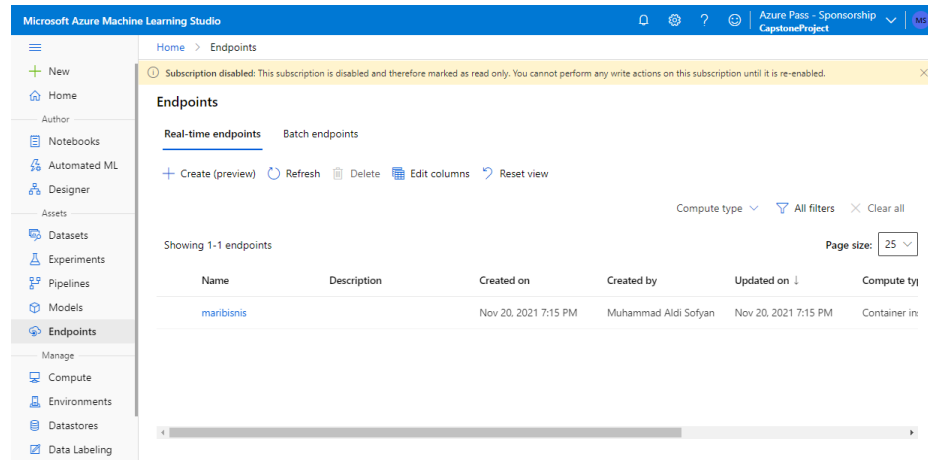 Microsoft Azure Machine Learning Studio
Azure Pass - Sponsorship
CapstoneProject
MS
New
Home
Author
Notebooks
Automated ML
Designer
Assets
Datasets
Experiments
Pipelines
Models
Endpoints
Manage
Compute
Environments
Datastores
Data Labeling
Home > Endpoints
Subscription disabled: This subscription is disabled and therefore marked as read only. You cannot perform any write actions on this subscription until it is re-enabled.
Endpoints
Real-time endpoints Batch endpoints
Create (preview) Refresh Delete Edit columns Reset view
Compute type All filters Clear all
Showing 1-1 endpoints Page size: 25
Name Description Created on Created by Updated on ↓ Compute
maribisnis Nov 20, 2021 7:15 PM Muhammad Aldi Sofyan Nov 20, 2021 7:15 PM Container